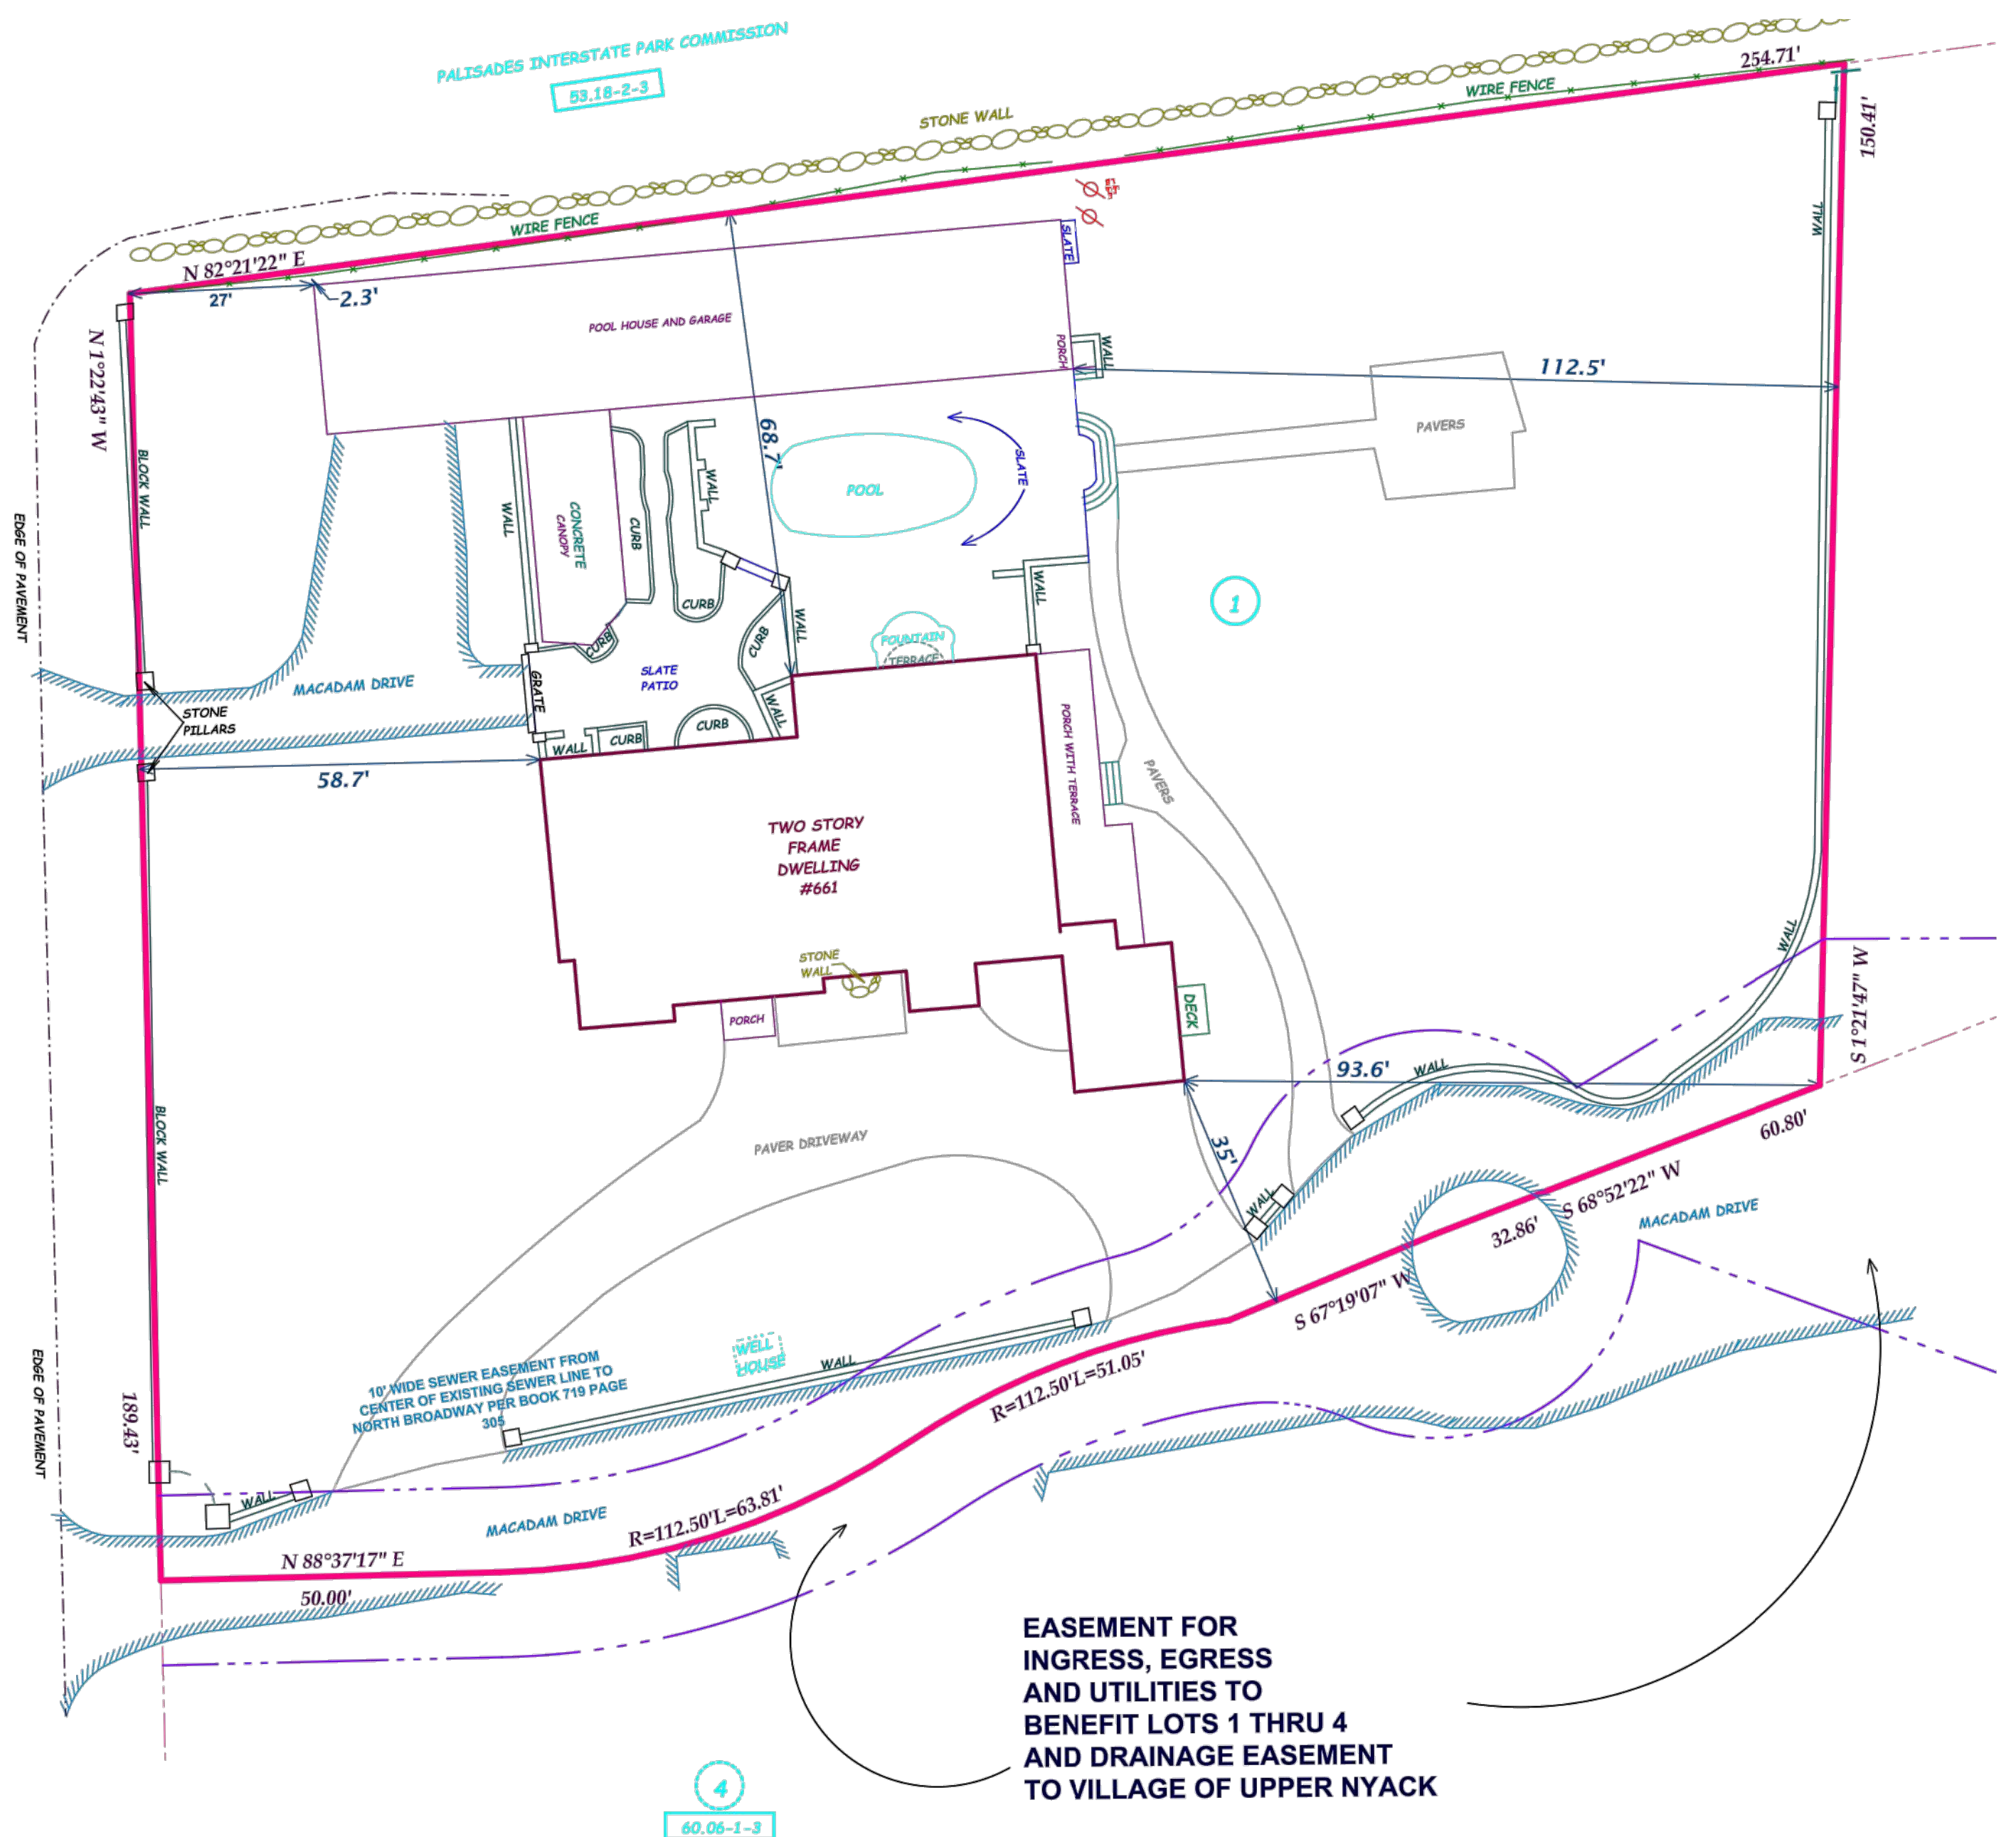 PALISADES INTERSTATE PARK COMMISSION
53.18-2-3
254.71'
WIRE FENCE
STONE WALL
150.41'
WIRE FENCE
N 82°21'22" E
27'
2.3'
SLATE
WALL
POOL HOUSE AND GARAGE
PORCH
WALL
N 1°22'43" W
112.5'
PAVERS
68.7'
BLOCK WALL
WALL
CONCRETE
CANOPY
CURB
WALL
POOL
SLATE
EDGE OF PAVEMENT
WALL
1
CURB
CURB
CURB
WALL
FOUNTAIN
TERRACE
SLATE
PATIO
MACADAM DRIVE
GRATE
STONE
PILLARS
WALL
CURB
CURB
WALL
PORCH WITH TERRACE
PAVERS
58.7'
TWO STORY
FRAME
DWELLING
#661
WALL
STONE
WALL
S 1°21'47" W
PORCH
DECK
93.6'
WALL
60.80'
BLOCK WALL
PAVER DRIVEWAY
35'
WALL
S 68°52'22" W
MACADAM DRIVE
32.86'
S 67°19'07" W
WELL
HOUSE
WALL
R=112.50'L=51.05'
10' WIDE SEWER EASEMENT FROM
CENTER OF EXISTING SEWER LINE TO
NORTH BROADWAY PER BOOK 719 PAGE
305
EDGE OF PAVEMENT
189.43'
WALL
MACADAM DRIVE
R=112.50'L=63.81'
N 88°37'17" E
50.00'
EASEMENT FOR
INGRESS, EGRESS
AND UTILITIES TO
BENEFIT LOTS 1 THRU 4
AND DRAINAGE EASEMENT
TO VILLAGE OF UPPER NYACK
4
60.06-1-3